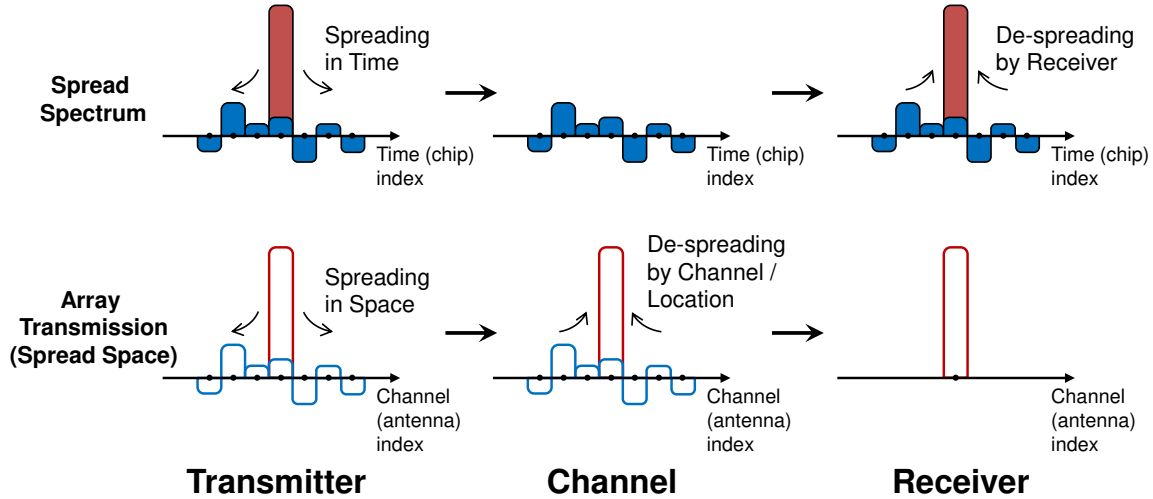 Spread
Spectrum
Spreading
in Time
Time (chip)
index
Time (chip)
index
De-spreading
by Receiver
Time (chip)
index
Array
Transmission
(Spread Space)
Spreading
in Space
Channel
(antenna)
index
De-spreading
by Channel /
Location
Channel
(antenna)
index
Channel
(antenna)
index
Transmitter
Channel
Receiver